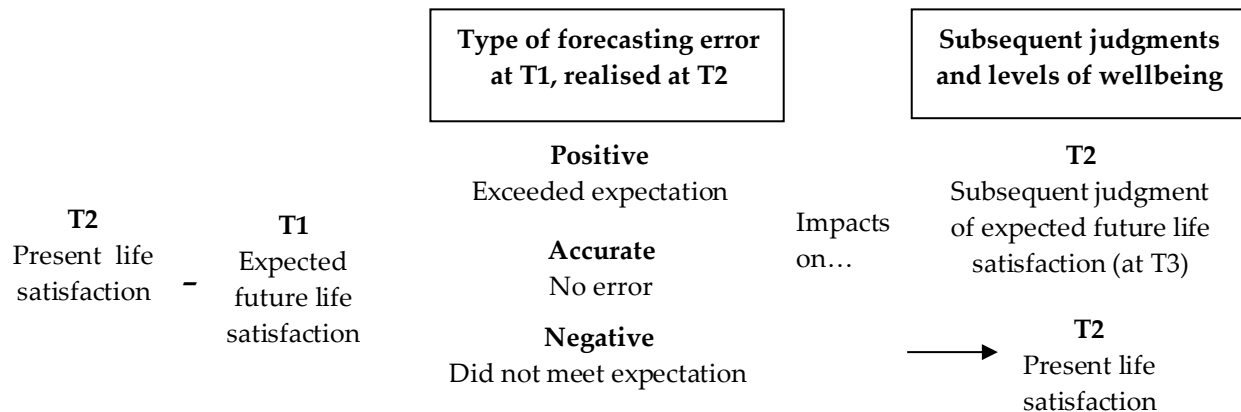 Type of forecasting error
at T1, realised at T2
Subsequent judgments
and levels of wellbeing
T2
Present life
satisfaction
-
T1
Expected
future life
satisfaction
Positive
Exceeded expectation
Accurate
No error
Negative
Did not meet expectation
Impacts
on…
T2
Subsequent judgment
of expected future life
satisfaction (at T3)
T2
Present life
satisfaction